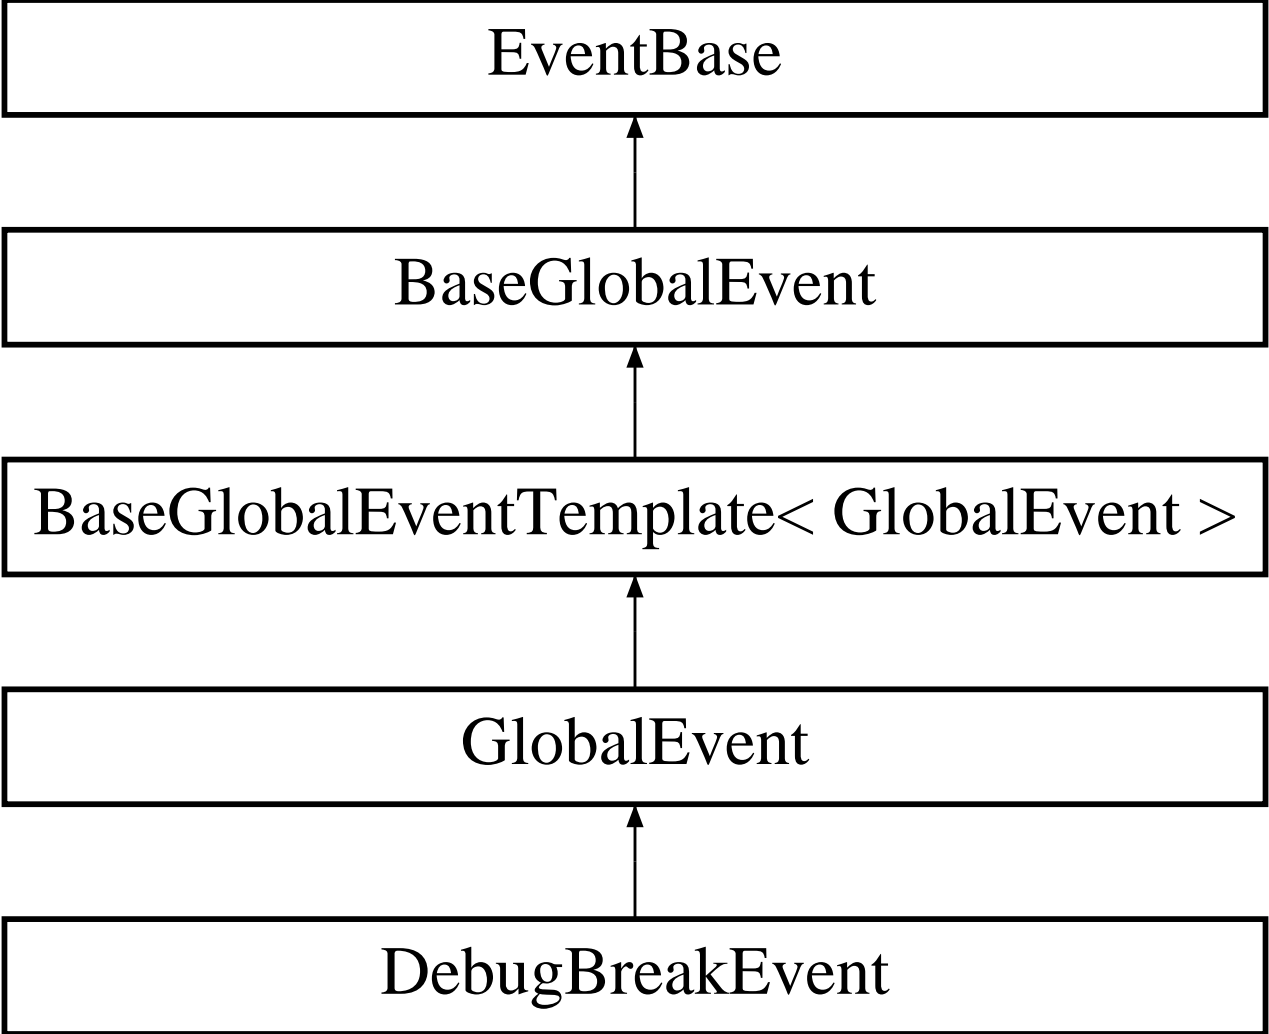 EventBase
BaseGlobalEvent
BaseGlobalEventTemplate< GlobalEvent >
GlobalEvent
DebugBreakEvent